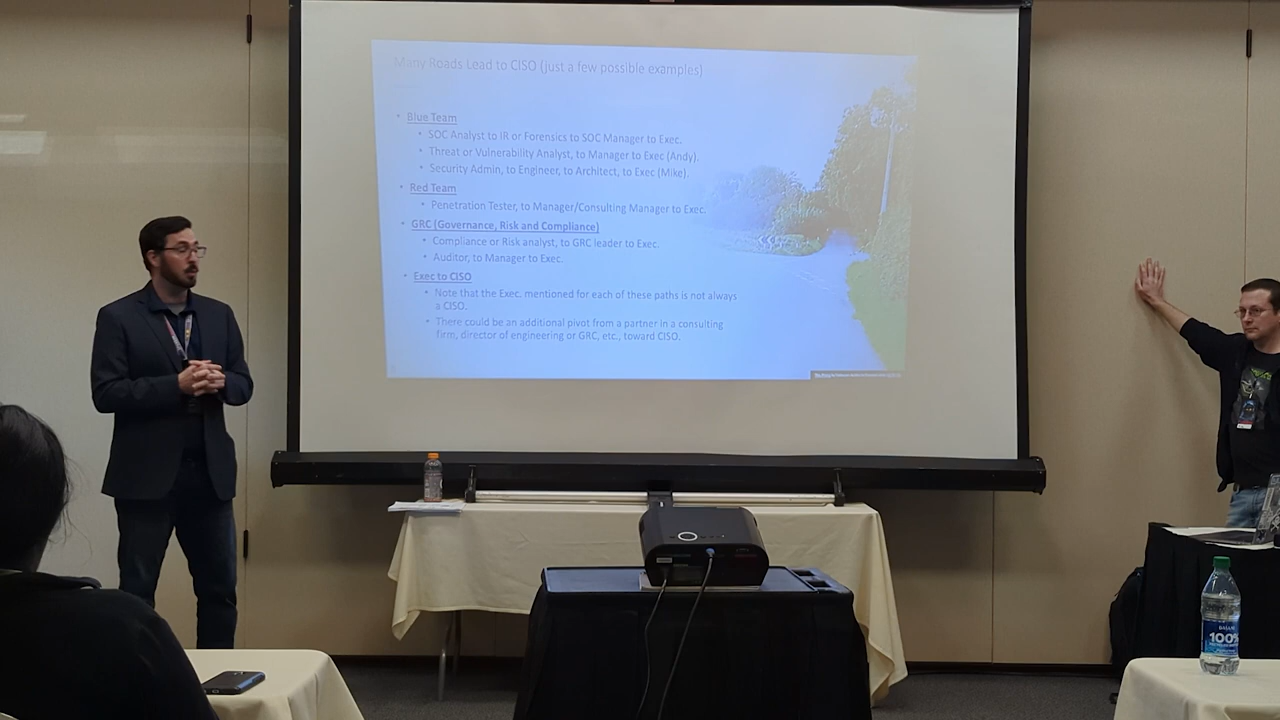 Many Roads Lead to CISO (just a few possible examples)
• Blue Team
• SOC Analyst to IR or Forensics to SOC Manager to Exec.
• Threat or Vulnerability Analyst, to Manager to Exec (Andy).
• Security Admin, to Engineer, to Architect, to Exec (Mike).
• Red Team
• Penetration Tester, to Manager/Consulting Manager to Exec.
• GRC (Governance, Risk and Compliance)
• Compliance or Risk analyst, to GRC leader to Exec.
• Auditor, to Manager to Exec.
• Exec to CISO
• Note that the Exec. mentioned for each of these paths is not always
a CISO.
• There could be an additional pivot from a partner in a consulting
firm, director of engineering or GRC, etc., toward CISO.
100%